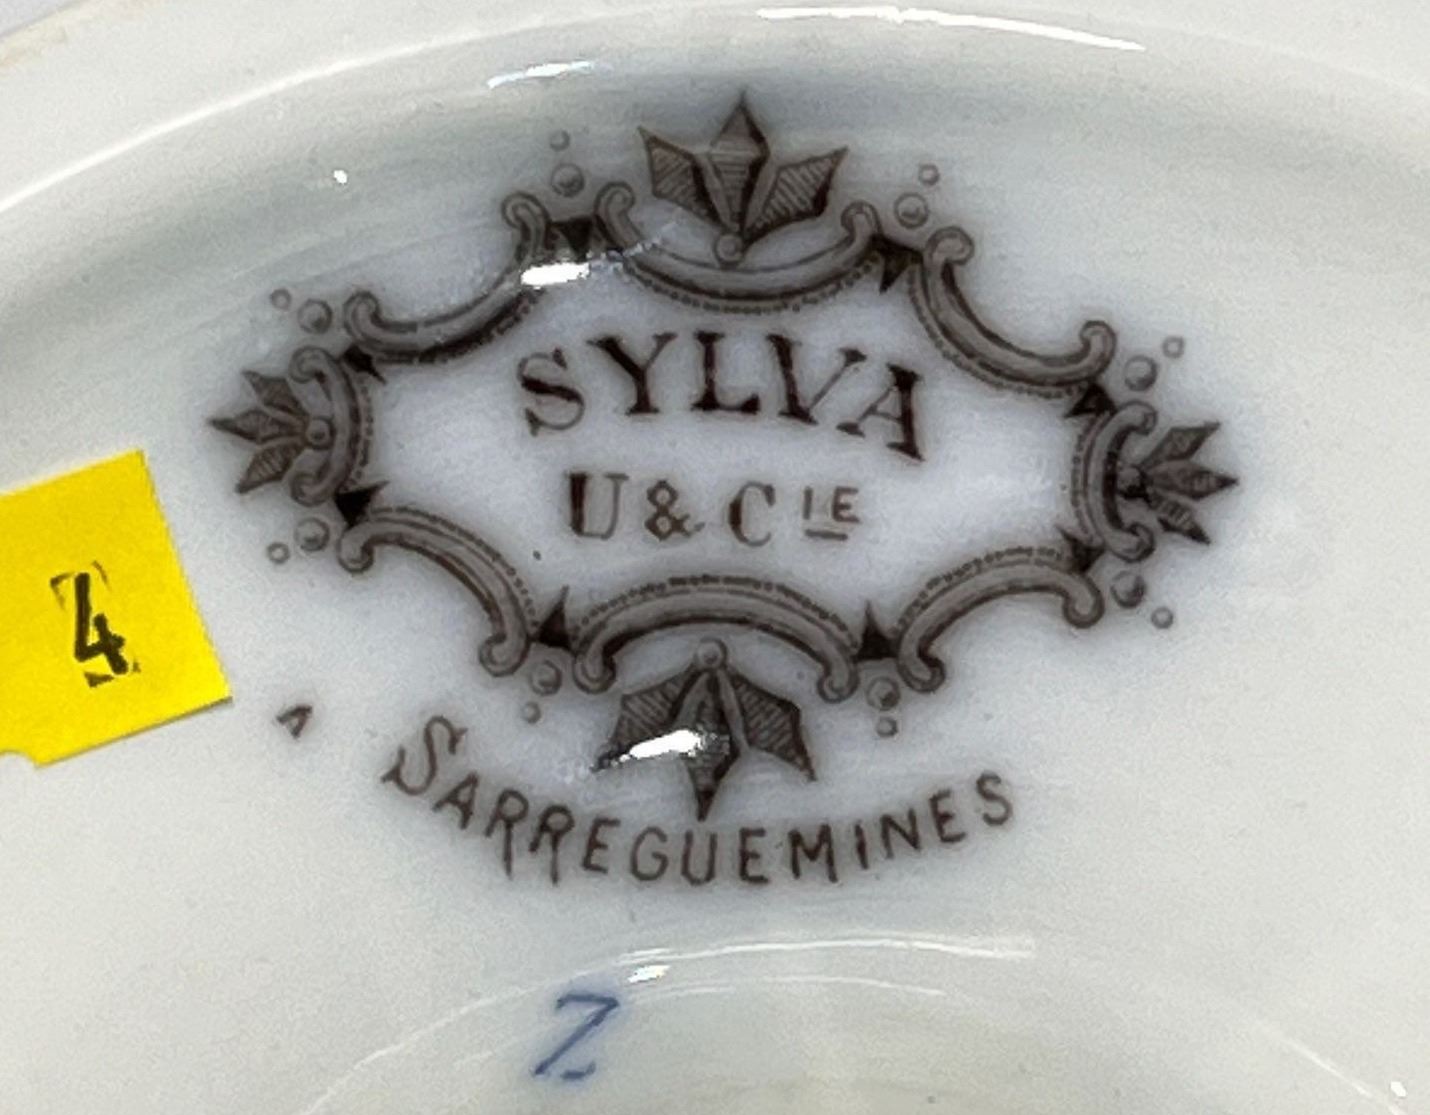 SYLVA
U & CIE
4
A
SARREGUEMINES
Z